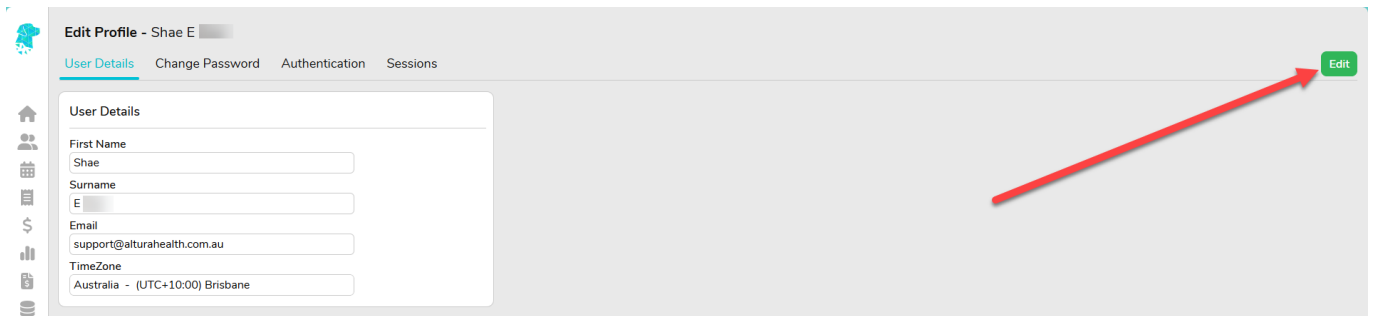 Edit Profile - Shae E
User Details Change Password Authentication Sessions
Edit
User Details
First Name
Shae
Surname
E
Email
support@alturahealth.com.au
TimeZone
Australia - (UTC+10:00) Brisbane